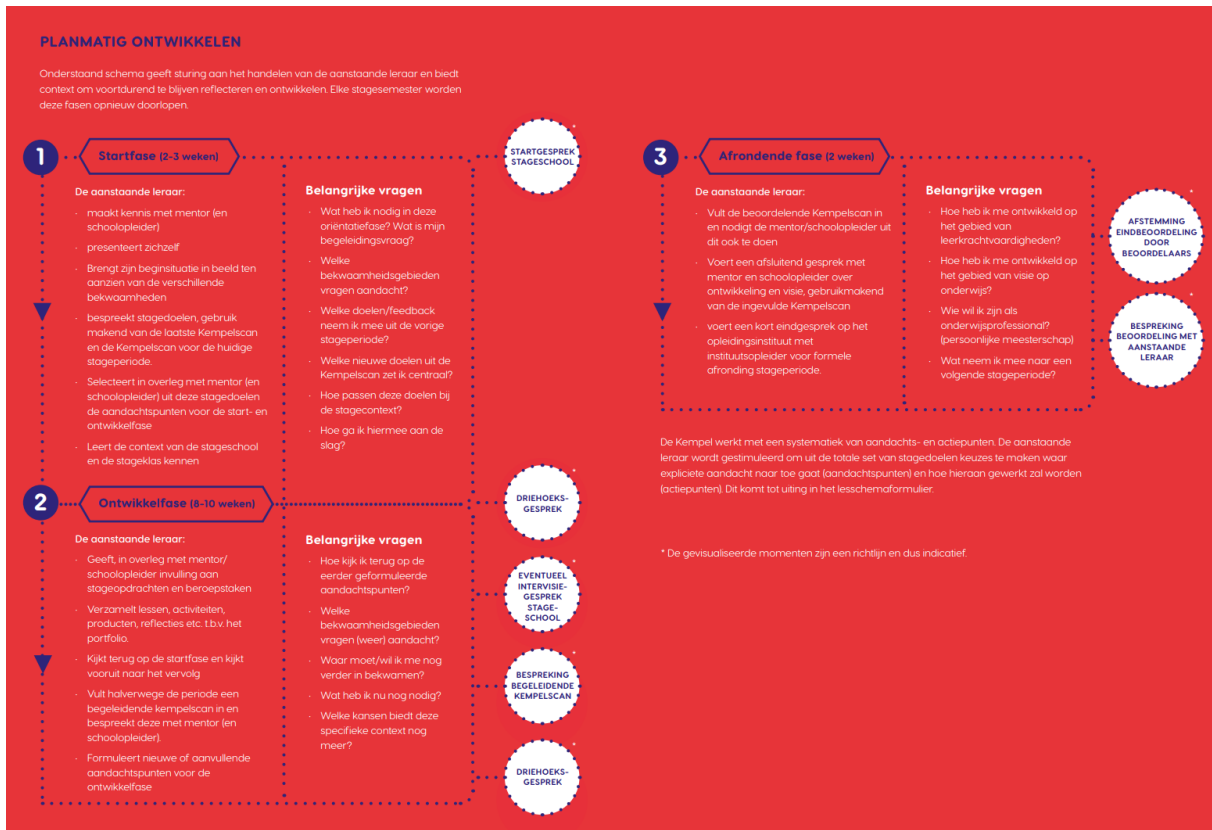 PLANMATIG ONTWIKKELEN
Onderstaand schema geeft sturing aan het handelen van de aanstaande leraar en biedt
context om voortdurend te blijven reflecteren en ontwikkelen. Elke stagesemester worden
deze fasen opnieuw doorlopen.
1
Startfase (2-3 weken)
De aanstaande leraar:
· maakt kennis met mentor (en
schoolopleider)
· presenteert zichzelf
· Brengt zijn beginsituatie in beeld ten
aanzien van de verschillende
bekwaamheden
· bespreekt stagedoelen, gebruik
makend van de laatste Kempelscan
en de Kempelscan voor de huidige
stageperiode.
· Selecteert in overleg met mentor (en
schoolopleider) uit deze stagedoelen
de aandachtspunten voor de start- en
ontwikkelfase
· Leert de context van de stageschool
en de stageklas kennen
Belangrijke vragen
· Wat heb ik nodig in deze
oriëntatiefase? Wat is mijn
begeleidingsvraag?
· Welke
bekwaamheidsgebieden
vragen aandacht?
· Welke doelen/feedback
neem ik mee uit de vorige
stageperiode?
· Welke nieuwe doelen uit de
Kempelscan zet ik centraal?
· Hoe passen deze doelen bij
de stagecontext?
· Hoe ga ik hiermee aan de
slag?
*
STARTGESPREK
STAGESCHOOL
2
Ontwikkelfase (8-10 weken)
De aanstaande leraar:
· Geeft, in overleg met mentor/
schoolopleider invulling aan
stageopdrachten en beroepstaken
· Verzamelt lessen, activiteiten,
producten, reflecties etc. t.b.v. het
portfolio.
· Kijkt terug op de startfase en kijkt
vooruit naar het vervolg
· Vult halverwege de periode een
begeleidende kempelscan in en
bespreekt deze met mentor (en
schoolopleider).
· Formuleert nieuwe of aanvullende
aandachtspunten voor de
ontwikkelfase
Belangrijke vragen
· Hoe kijk ik terug op de
eerder geformuleerde
aandachtspunten?
· Welke
bekwaamheidsgebieden
vragen (weer) aandacht?
· Waar moet/wil ik me nog
verder in bekwamen?
· Wat heb ik nu nog nodig?
· Welke kansen biedt deze
specifieke context nog
meer?
*
DRIEHOEKS-
GESPREK
*
EVENTUEEL
INTERVISIE-
GESPREK
STAGE-
SCHOOL
*
BESPREKING
BEGELEIDENDE
KEMPELSCAN
*
DRIEHOEKS-
GESPREK
3
Afrondende fase (2 weken)
De aanstaande leraar:
· Vult de beoordelende Kempelscan in
en nodigt de mentor/schoolopleider uit
dit ook te doen
· Voert een afsluitend gesprek met
mentor en schoolopleider over
ontwikkeling en visie, gebruikmakend
van de ingevulde Kempelscan
· voert een kort eindgesprek op het
opleidingsinstituut met
instituutsopleider voor formele
afronding stageperiode.
Belangrijke vragen
· Hoe heb ik me ontwikkeld op
het gebied van
leerkrachtvaardigheden?
· Hoe heb ik me ontwikkeld op
het gebied van visie op
onderwijs?
· Wie wil ik zijn als
onderwijsprofessional?
(persoonlijke meesterschap)
· Wat neem ik mee naar een
volgende stageperiode?
*
AFSTEMMING
EINDBEOORDELING
DOOR
BEOORDELAARS
*
BESPREKING
BEOORDELING MET
AANSTAANDE
LERAAR
De Kempel werkt met een systematiek van aandachts- en actiepunten. De aanstaande
leraar wordt gestimuleerd om uit de totale set van stagedoelen keuzes te maken waar
expliciete aandacht naar toe gaat (aandachtspunten) en hoe hieraan gewerkt zal worden
(actiepunten). Dit komt tot uiting in het lesschemaformulier.
* De gevisualiseerde momenten zijn een richtlijn en dus indicatief.